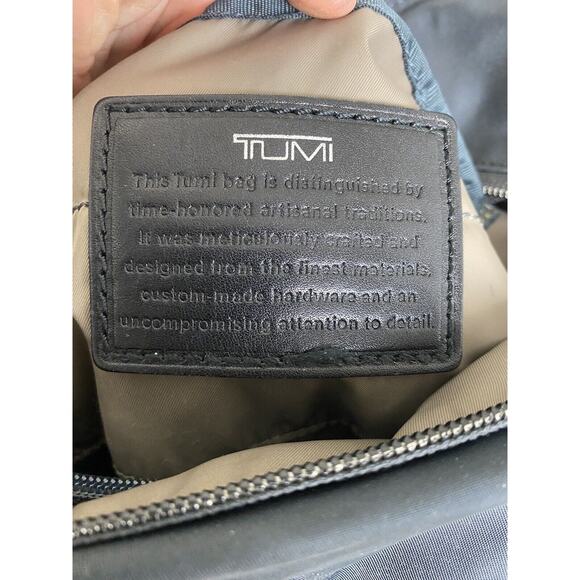 TUMI
This Tumi bag is distinguished by
time-honored artisanal traditions.
It was meticulously crafted and
designed from the finest materials,
custom-made hardware and an
uncompromising attention to detail.